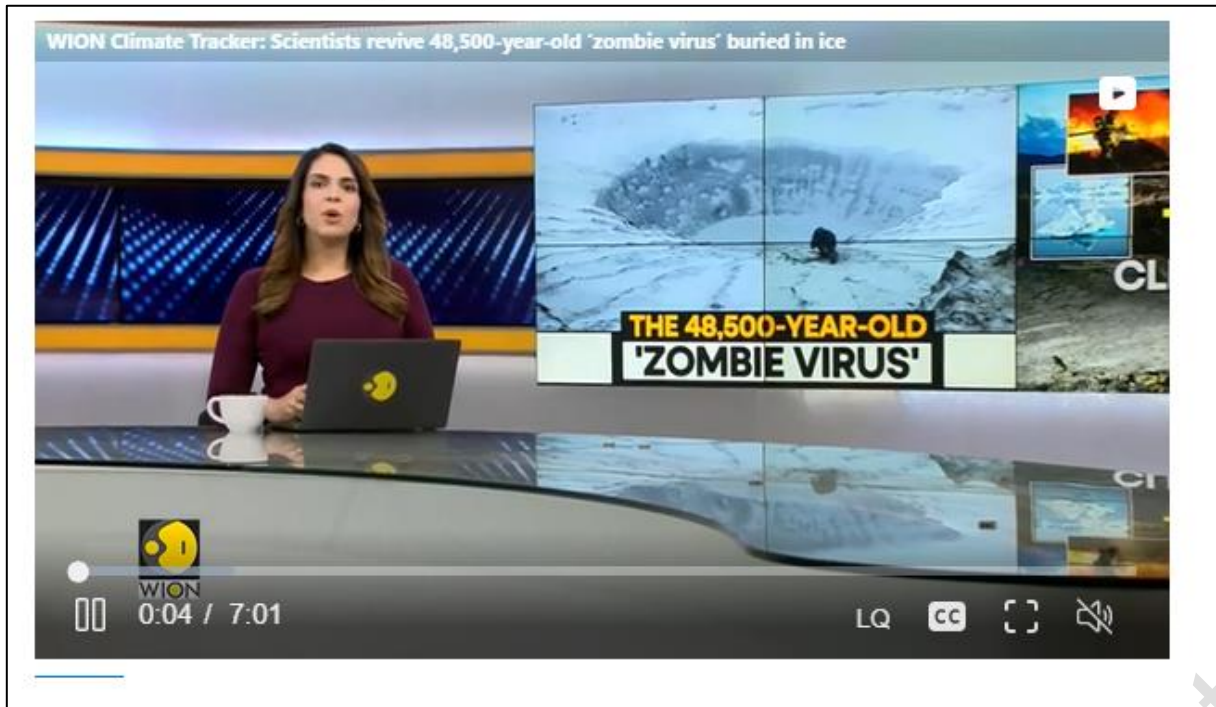 WION Climate Tracker: Scientists revive 48,500-year-old 'zombie virus' buried in ice
THE 48,500-YEAR-OLD
'ZOMBIE VIRUS'
CL
WION
0:04 / 7:01
LQ
CC